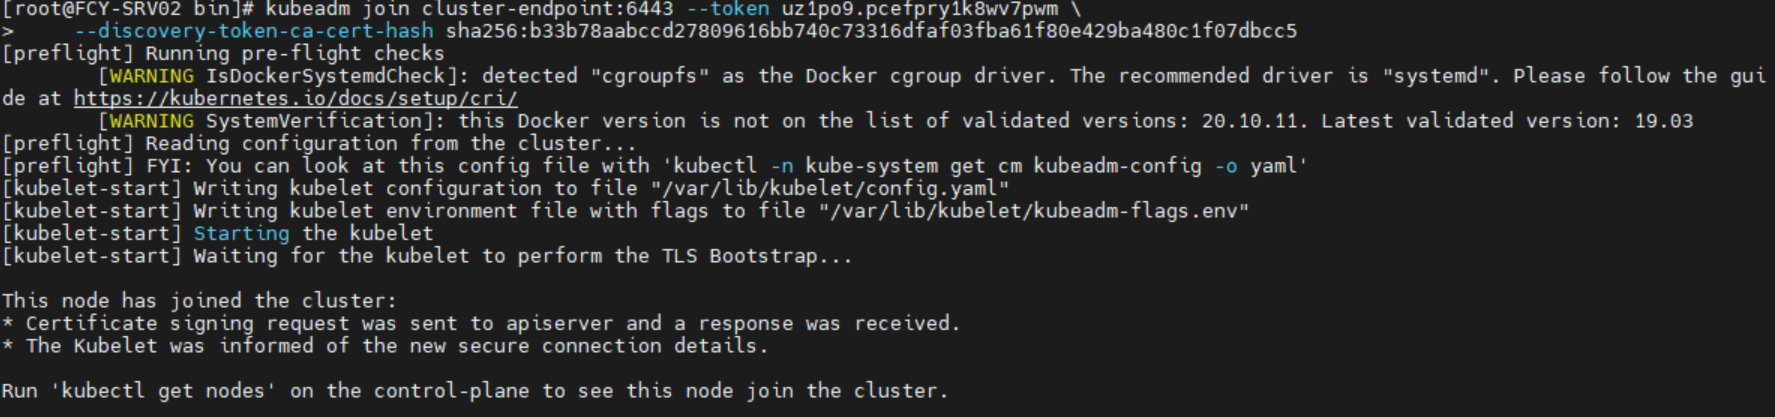 [root@FCY-SRV02 bin]# kubeadm join cluster-endpoint:6443 --token uz1po9.pcefpry1k8wv7pwm \
>     --discovery-token-ca-cert-hash sha256:b33b78aabccd27809616bb740c73316dfaf03fba61f80e429ba480c1f07dbcc5
[preflight] Running pre-flight checks
        [WARNING IsDockerSystemdCheck]: detected "cgroupfs" as the Docker cgroup driver. The recommended driver is "systemd". Please follow the gui
de at https://kubernetes.io/docs/setup/cri/
        [WARNING SystemVerification]: this Docker version is not on the list of validated versions: 20.10.11. Latest validated version: 19.03
[preflight] Reading configuration from the cluster...
[preflight] FYI: You can look at this config file with 'kubectl -n kube-system get cm kubeadm-config -o yaml'
[kubelet-start] Writing kubelet configuration to file "/var/lib/kubelet/config.yaml"
[kubelet-start] Writing kubelet environment file with flags to file "/var/lib/kubelet/kubeadm-flags.env"
[kubelet-start] Starting the kubelet
[kubelet-start] Waiting for the kubelet to perform the TLS Bootstrap...

This node has joined the cluster:
* Certificate signing request was sent to apiserver and a response was received.
* The Kubelet was informed of the new secure connection details.

Run 'kubectl get nodes' on the control-plane to see this node join the cluster.